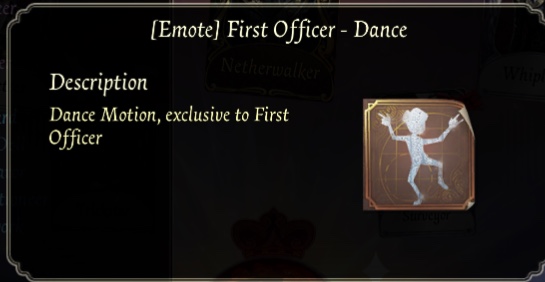 [Emote] First Officer - Dance
Netherwalker
Description
Dance Motion, exclusive to First
Officer